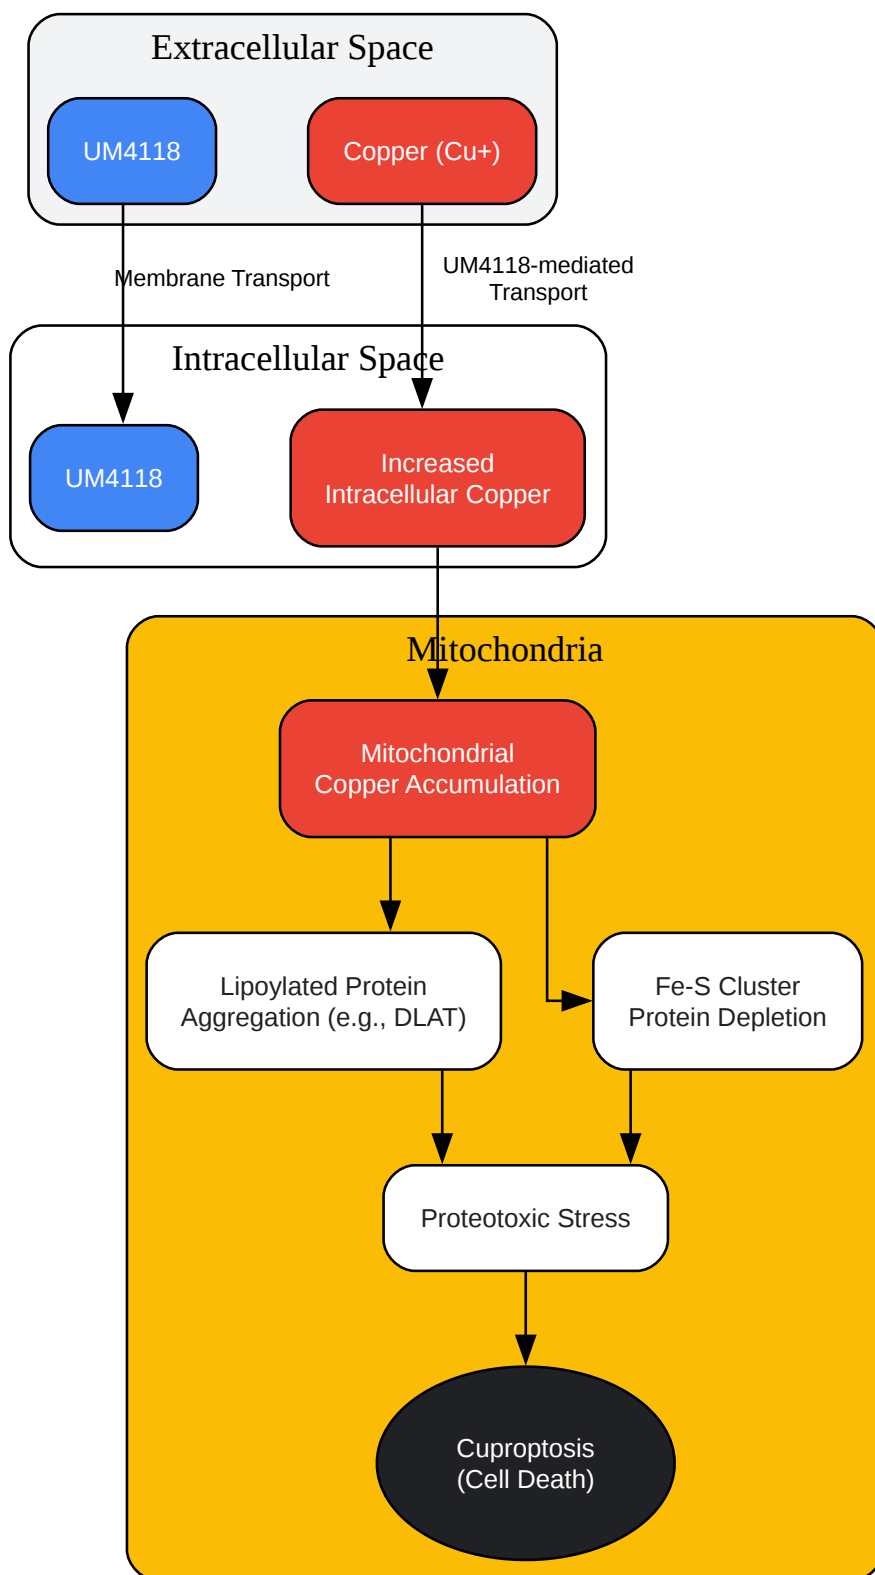 Extracellular Space
UM4118
Copper (Cu+)
Membrane Transport
UM4118-mediated
Transport
Intracellular Space
UM4118
Increased
Intracellular Copper
Mitochondria
Mitochondrial
Copper Accumulation
Lipoylated Protein
Aggregation (e.g., DLAT)
Fe-S Cluster
Protein Depletion
Proteotoxic Stress
Cuproptosis
(Cell Death)